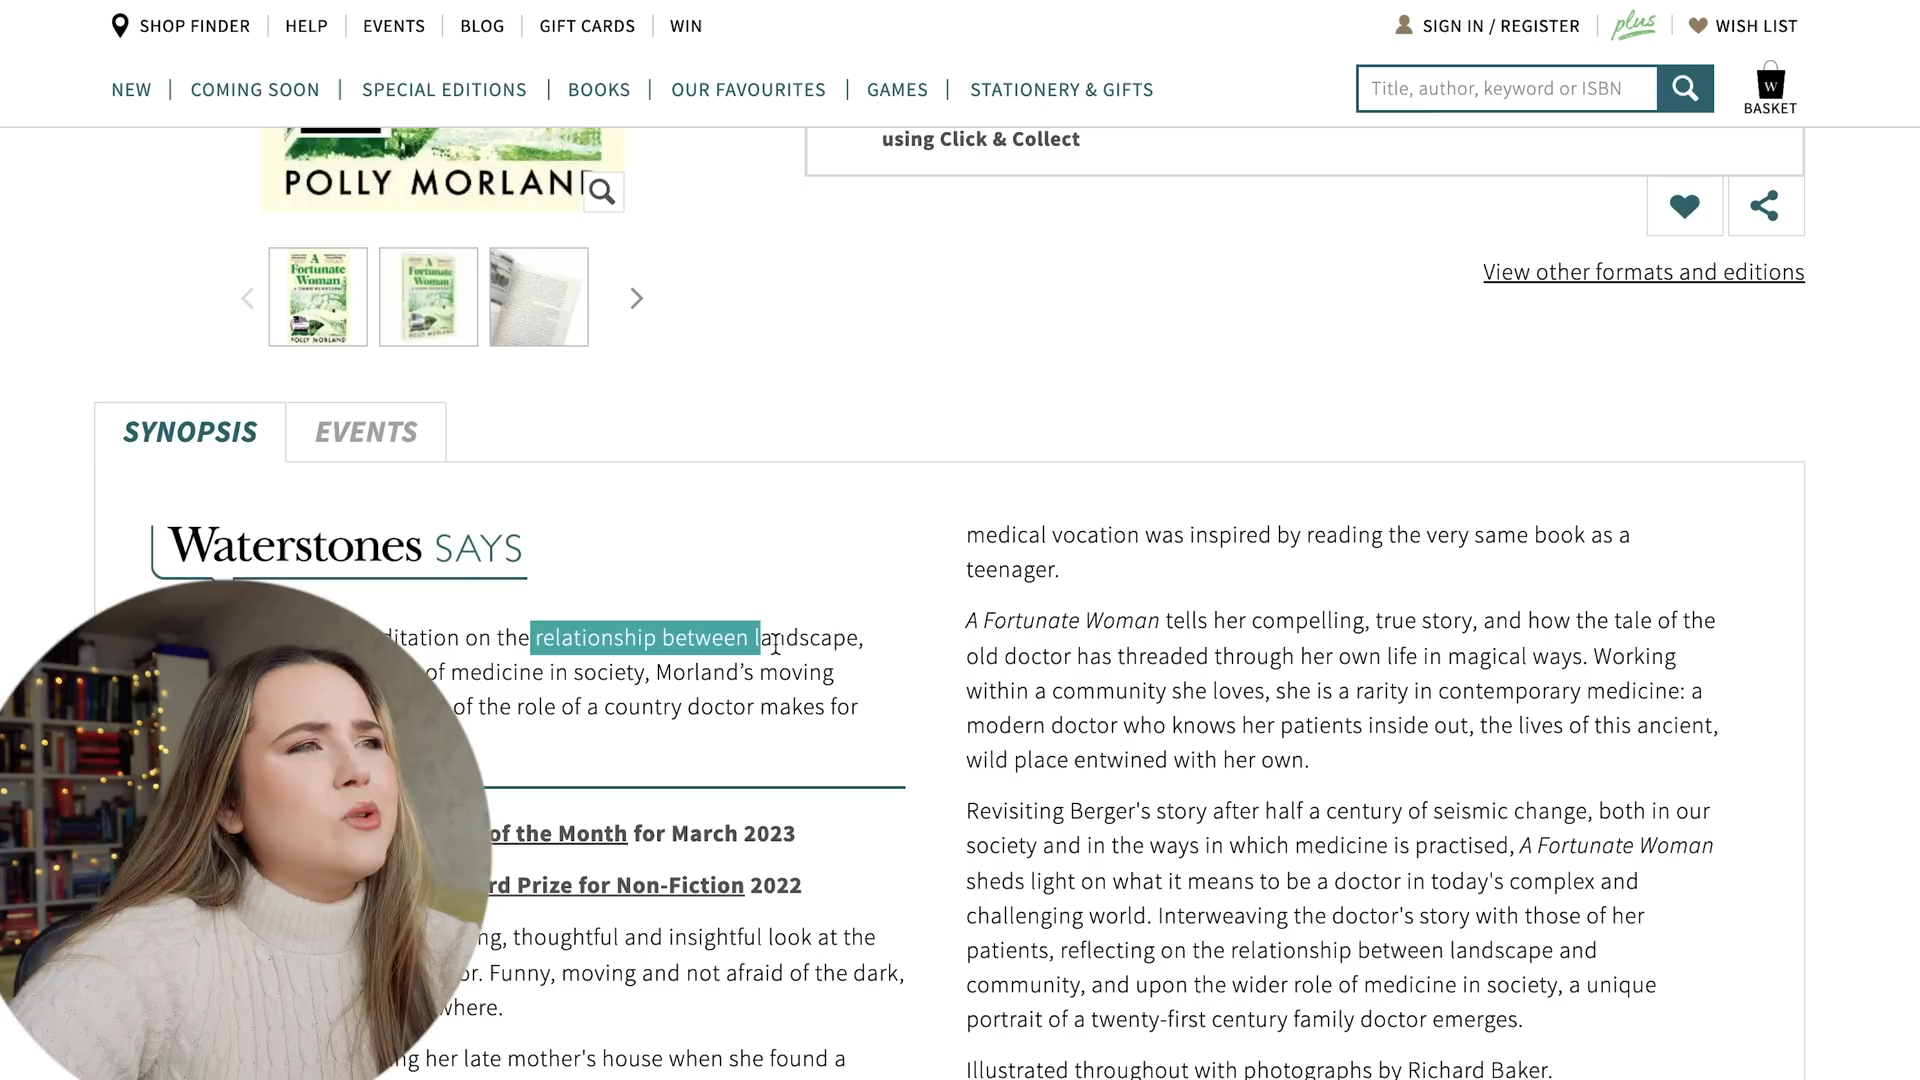 SHOP FINDER
HELP
EVENTS
BLOG
GIFT CARDS
WIN
SIGN IN / REGISTER
plus
WISH LIST
NEW
COMING SOON
SPECIAL EDITIONS
BOOKS
OUR FAVOURITES
GAMES
STATIONERY & GIFTS
Title, author, keyword or ISBN
W
BASKET
using Click & Collect
POLLY MORLAND
View other formats and editions
A
Fortunate
Woman
POLLY MORLAND
A
Fortunate
Woman
SYNOPSIS
EVENTS
Waterstones SAYS
ditation on the relationship between landscape,
of medicine in society, Morland’s moving
of the role of a country doctor makes for
of the Month for March 2023
rd Prize for Non-Fiction 2022
ng, thoughtful and insightful look at the
or. Funny, moving and not afraid of the dark,
where.
ng her late mother's house when she found a
medical vocation was inspired by reading the very same book as a
teenager.
A Fortunate Woman tells her compelling, true story, and how the tale of the
old doctor has threaded through her own life in magical ways. Working
within a community she loves, she is a rarity in contemporary medicine: a
modern doctor who knows her patients inside out, the lives of this ancient,
wild place entwined with her own.
Revisiting Berger's story after half a century of seismic change, both in our
society and in the ways in which medicine is practised, A Fortunate Woman
sheds light on what it means to be a doctor in today's complex and
challenging world. Interweaving the doctor's story with those of her
patients, reflecting on the relationship between landscape and
community, and upon the wider role of medicine in society, a unique
portrait of a twenty-first century family doctor emerges.
Illustrated throughout with photographs by Richard Baker.